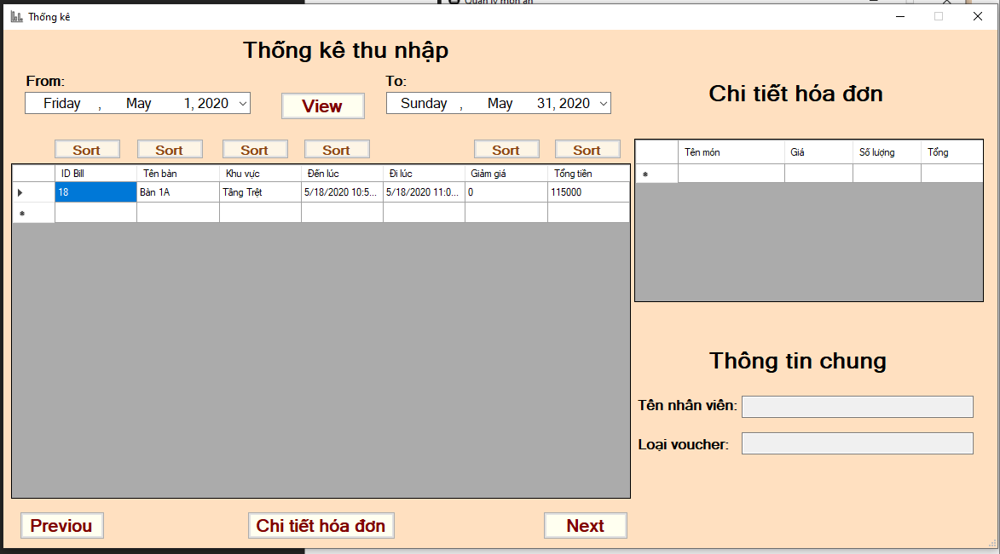 Quản lý món ăn
Thống kê
Thống kê thu nhập
From:
Friday , May 1, 2020
View
To:
Sunday , May 31, 2020
Chi tiết hóa đơn
Sort Sort Sort Sort Sort Sort
ID Bill Tên bàn Khu vực Đến lúc Đi lúc Giảm giá Tổng tiền
18 Bàn 1A Tầng Trệt 5/18/2020 10:5... 5/18/2020 11:0... 0 115000
Tên món Giá Số lượng Tổng
Thông tin chung
Tên nhân viên:
Loại voucher:
Previou
Chi tiết hóa đơn
Next